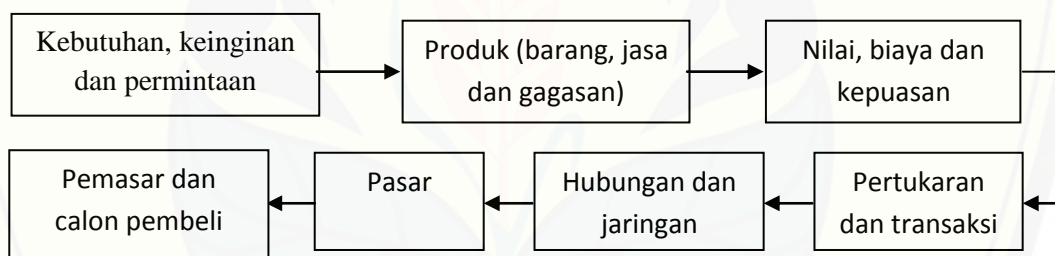 Kebutuhan, keinginan
dan permintaan
Produk (barang, jasa
dan gagasan)
Nilai, biaya dan
kepuasan
Pertukaran
dan transaksi
Hubungan dan
jaringan
Pasar
Pemasar dan
calon pembeli